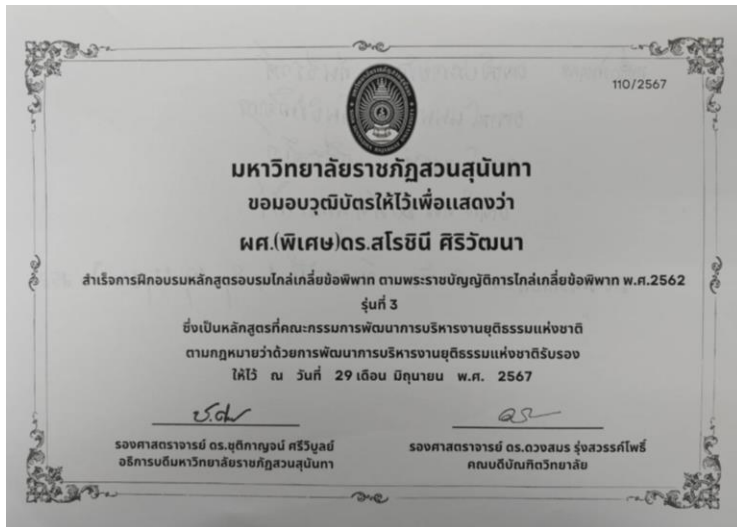 110/2567
มหาวิทยาลัยราชภัฏสวนสุนันทา
ขอมอบวุฒิบัตรให้ไว้เพื่อแสดงว่า
ผศ.(พิเศษ)ดร.สโรชินี ศิริวัฒนา
สำเร็จการฝึกอบรมหลักสูตรอบรมไกล่เกลี่ยข้อพิพาท ตามพระราชบัญญัติการไกล่เกลี่ยข้อพิพาท พ.ศ.2562
รุ่นที่ 3
ซึ่งเป็นหลักสูตรที่คณะกรรมการพัฒนาการบริหารงานยุติธรรมแห่งชาติ
ตามกฎหมายว่าด้วยการพัฒนาการบริหารงานยุติธรรมแห่งชาติรับรอง
ให้ไว้ ณ วันที่ 29 เดือน มิถุนายน พ.ศ. 2567
รองศาสตราจารย์ ดร.ชุติกาญจน์ ศรีวิบูลย์
อธิการบดีมหาวิทยาลัยราชภัฏสวนสุนันทา
รองศาสตราจารย์ ดร.ดวงสมร รุ่งสวรรค์โพธิ์
คณบดีบัณฑิตวิทยาลัย